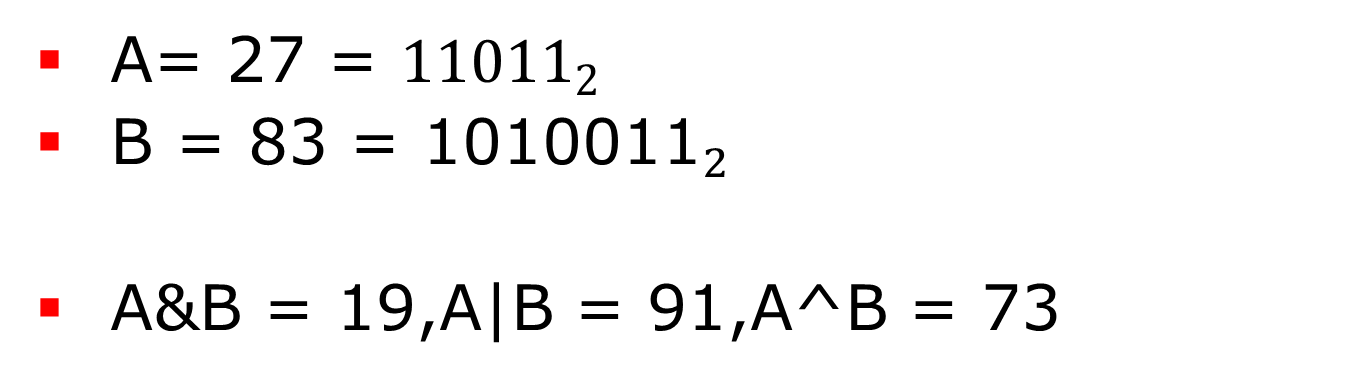 ▪ A= 27 = 11011₂
▪ B = 83 = 1010011₂
▪ A&B = 19,A|B = 91,A^B = 73